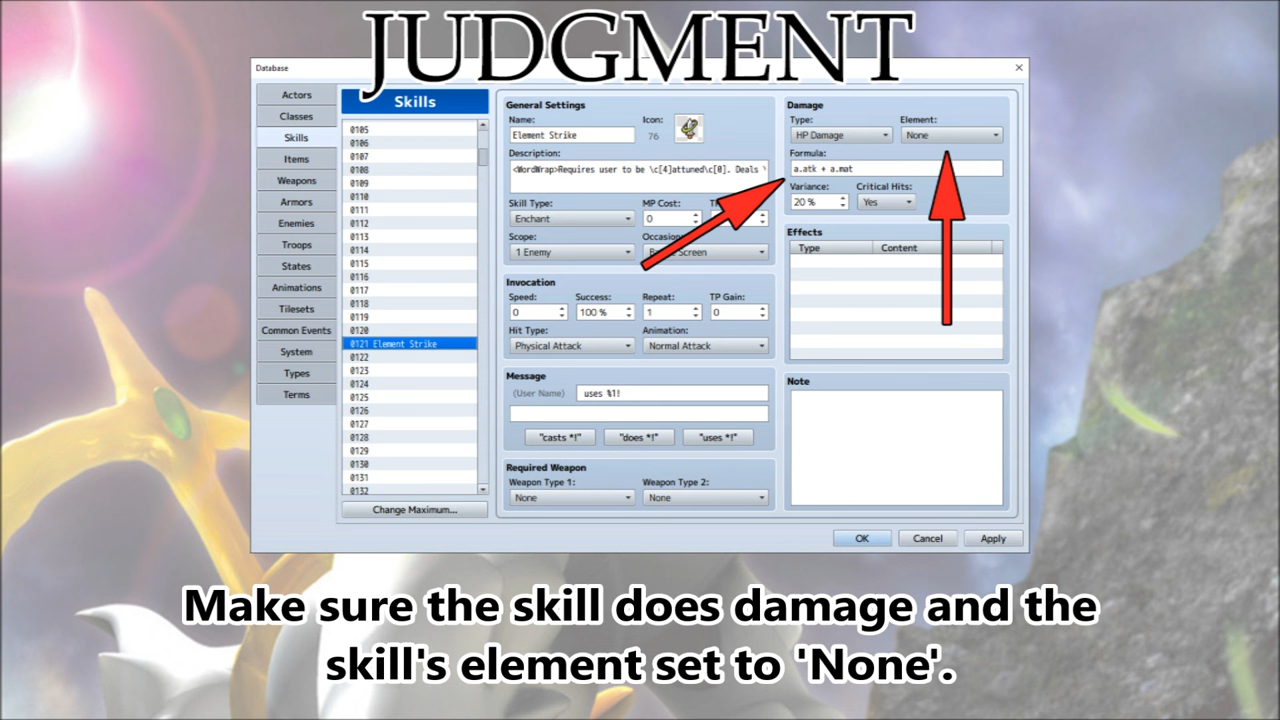 JUDGMENT
Database
Actors
Classes
Skills
Items
Weapons
Armors
Enemies
Troops
States
Animations
Tilesets
Common Events
System
Types
Terms
Skills
0105
0106
0107
0108
0109
0110
0111
0112
0113
0114
0115
0116
0117
0118
0119
0120
0121 Element Strike
0122
0123
0124
0125
0126
0127
0128
0129
0130
0131
0132
Change Maximum...
General Settings
Name:
Icon:
Element Strike
76
Description:
<WordWrap>Requires user to be \c[4]attuned\c[0]. Deals
Skill Type:
MP Cost:
Enchant
0
Scope:
1 Enemy
Screen
Invocation
Speed:
Success:
Repeat:
TP Gain:
0
100 %
1
0
Hit Type:
Animation:
Physical Attack
Normal Attack
Message
(User Name)
uses %1!
"casts *!"
"does *!"
"uses *!"
Required Weapon
Weapon Type 1:
Weapon Type 2:
None
None
Damage
Type:
Element:
HP Damage
None
Formula:
a.atk + a.mat
Variance:
Critical Hits:
20 %
Yes
Effects
Type
Content
Note
OK
Cancel
Apply
Make sure the skill does damage and the
skill's element set to 'None'.